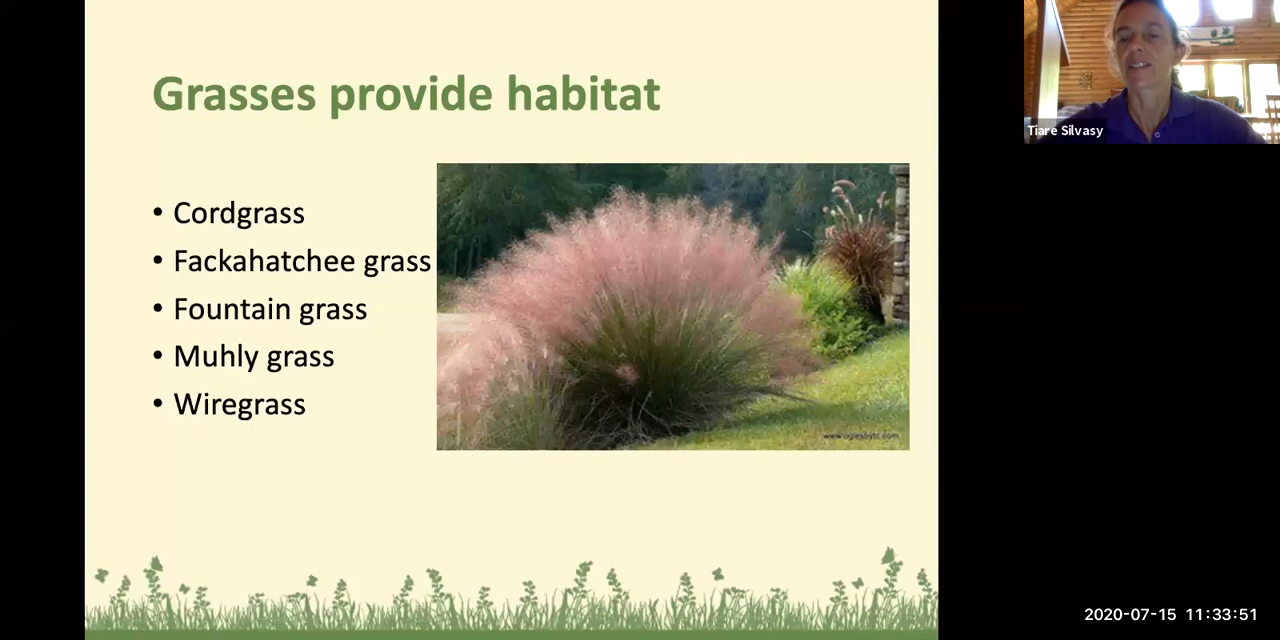 Grasses provide habitat
• Cordgrass
• Fackahatchee grass
• Fountain grass
• Muhly grass
• Wiregrass
Tiare Silvasy
2020-07-15 11:33:51